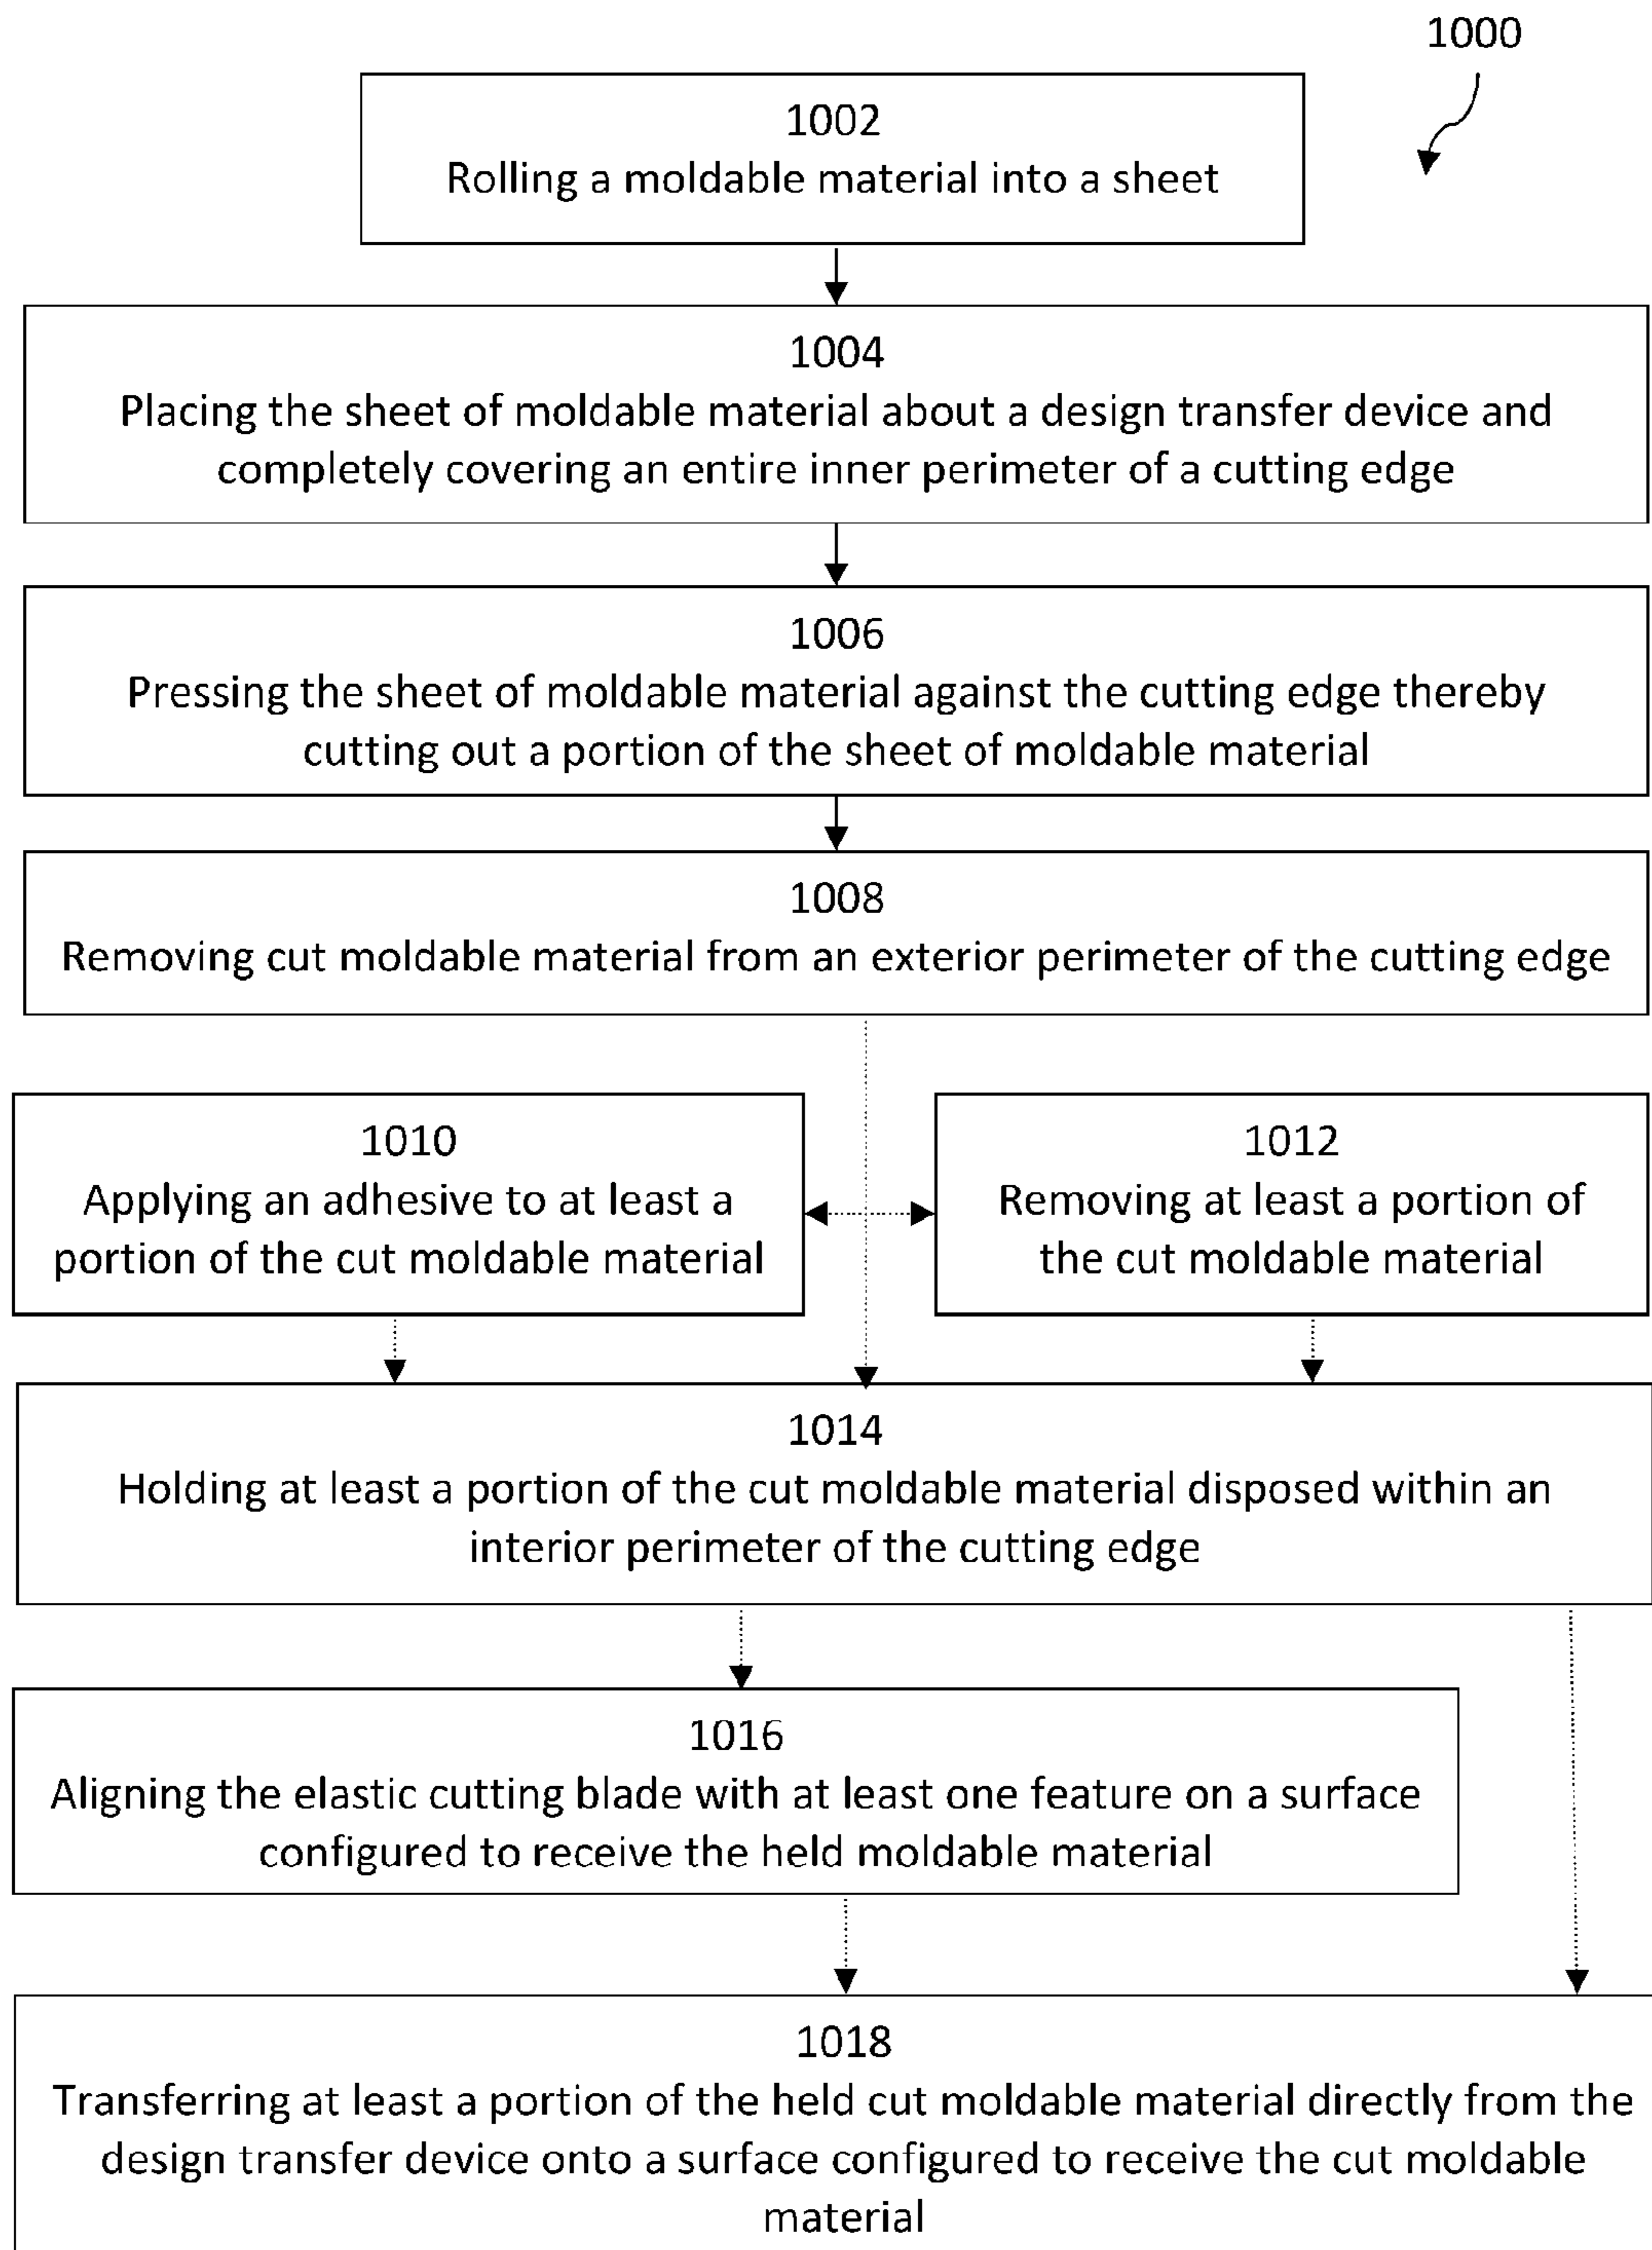 1000
1002
Rolling a moldable material into a sheet
1004
Placing the sheet of moldable material about a design transfer device and
completely covering an entire inner perimeter of a cutting edge
1006
Pressing the sheet of moldable material against the cutting edge thereby
cutting out a portion of the sheet of moldable material
1008
Removing cut moldable material from an exterior perimeter of the cutting edge
1010
Applying an adhesive to at least a
portion of the cut moldable material
1012
Removing at least a portion of
the cut moldable material
1014
Holding at least a portion of the cut moldable material disposed within an
interior perimeter of the cutting edge
1016
Aligning the elastic cutting blade with at least one feature on a surface
configured to receive the held moldable material
1018
Transferring at least a portion of the held cut moldable material directly from the
design transfer device onto a surface configured to receive the cut moldable
material